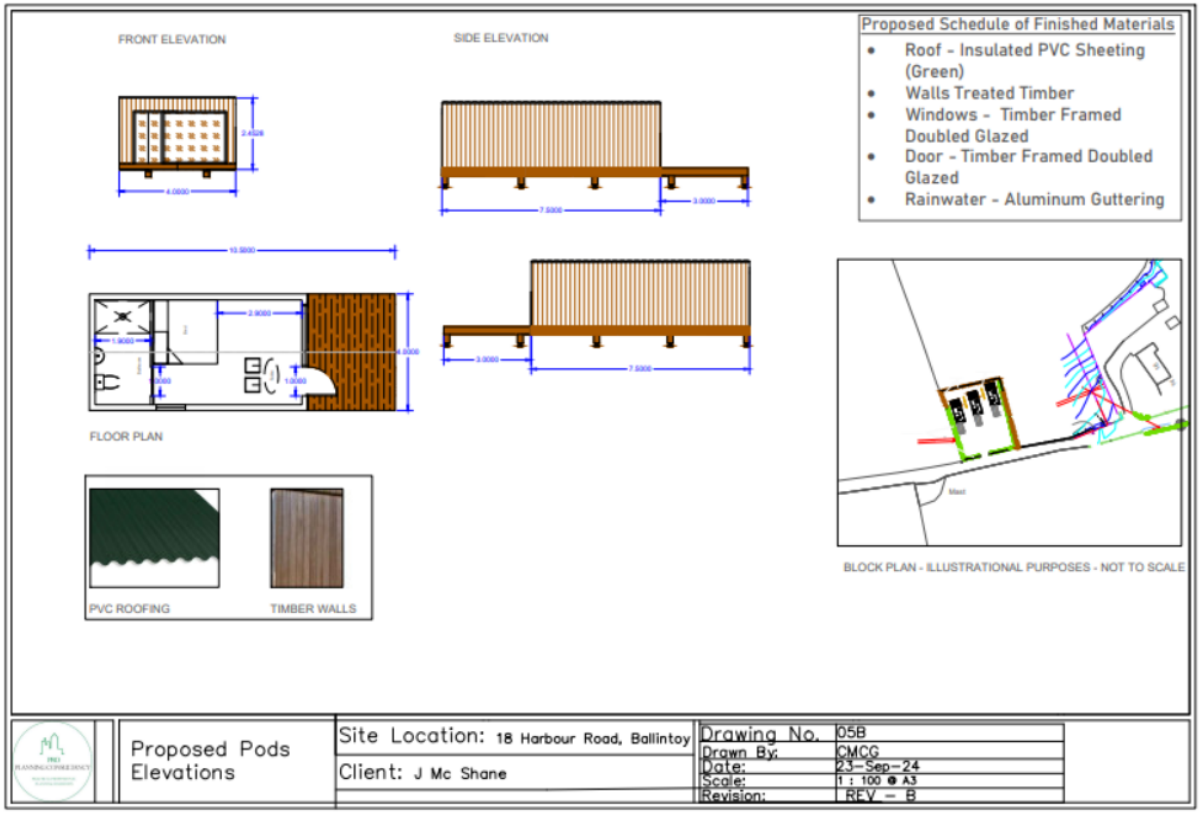 FRONT ELEVATION
SIDE ELEVATION
Proposed Schedule of Finished Materials
• Roof - Insulated PVC Sheeting
(Green)
• Walls Treated Timber
• Windows - Timber Framed
Doubled Glazed
• Door - Timber Framed Doubled
Glazed
• Rainwater - Aluminum Guttering
2.4528
4.0000
7.5000
3.0000
10.5000
2.9000
1.9000
4.0000
1.0000
3.0000
7.5000
FLOOR PLAN
Mast
BLOCK PLAN - ILLUSTRATIONAL PURPOSES - NOT TO SCALE
PVC ROOFING
TIMBER WALLS
PLANNING CONSULTANCY
Proposed Pods
Elevations
Site Location: 18 Harbour Road, Ballintoy
Client: J Mc Shane
Drawing No. 05B
Drawn By: CMCG
Date: 23-Sep-24
Scale: 1 : 100 @ A3
Revision: REV - B